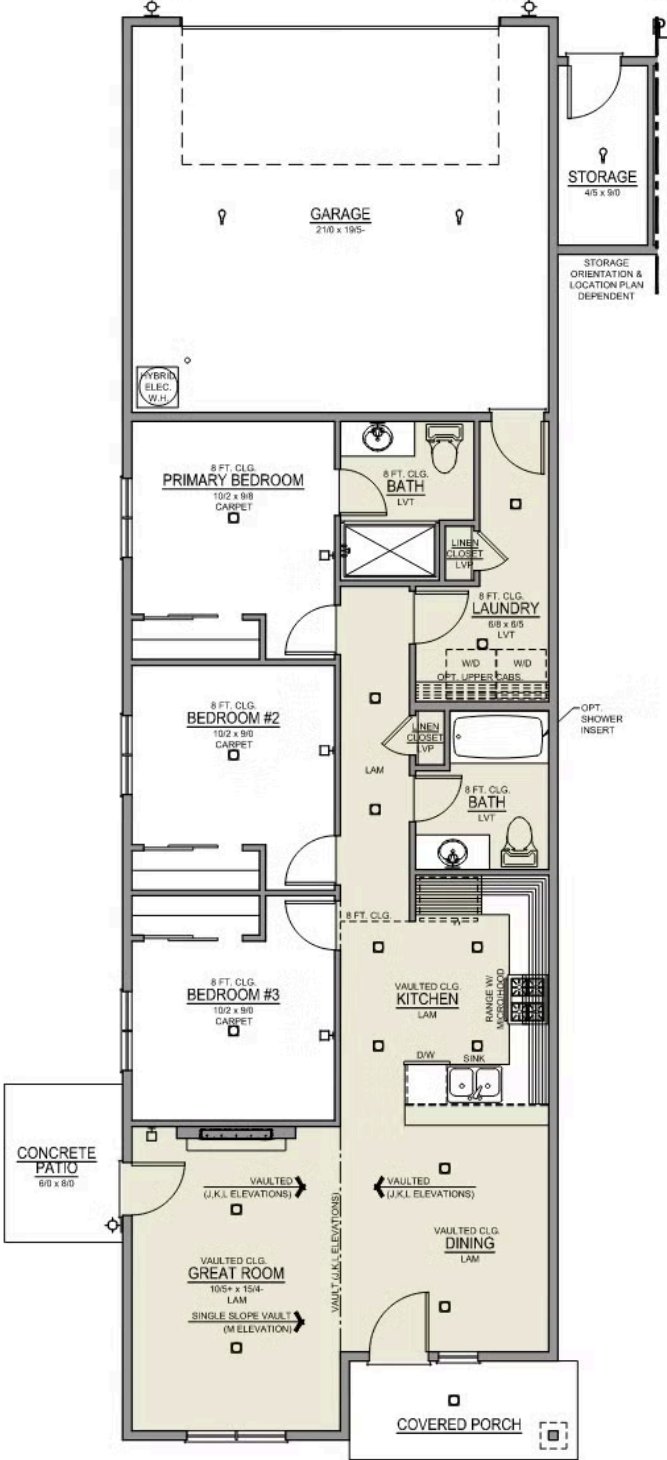 GARAGE
21/0 x 19/5-
STORAGE
4/5 x 9/0
STORAGE
ORIENTATION &
LOCATION PLAN
DEPENDENT
HYBRID
ELEC.
W.H.
8 FT. CLG.
PRIMARY BEDROOM
10/2 x 9/8
CARPET
8 FT. CLG.
BATH
LVT
LINEN
CLOSET
LVP
8 FT. CLG.
LAUNDRY
6/8 x 6/5
LVT
W/D
W/D
OPT. UPPER CABS.
8 FT. CLG.
BEDROOM #2
10/2 x 9/0
CARPET
LINEN
CLOSET
LVP
OPT.
SHOWER
INSERT
LAM
8 FT. CLG.
BATH
LVT
8 FT. CLG.
8 FT. CLG.
BEDROOM #3
10/2 x 9/0
CARPET
VAULTED CLG.
KITCHEN
LAM
RANGE W/
MICRO/HOOD
D/W
SINK
CONCRETE
PATIO
6/0 x 8/0
VAULTED
(J,K,L ELEVATIONS)
VAULTED
(J,K,L ELEVATIONS)
VAULT (J,K,L ELEVATIONS)
VAULTED CLG.
GREAT ROOM
10/5+ x 15/4-
LAM
SINGLE SLOPE VAULT
(M ELEVATION)
VAULTED CLG.
DINING
LAM
COVERED PORCH